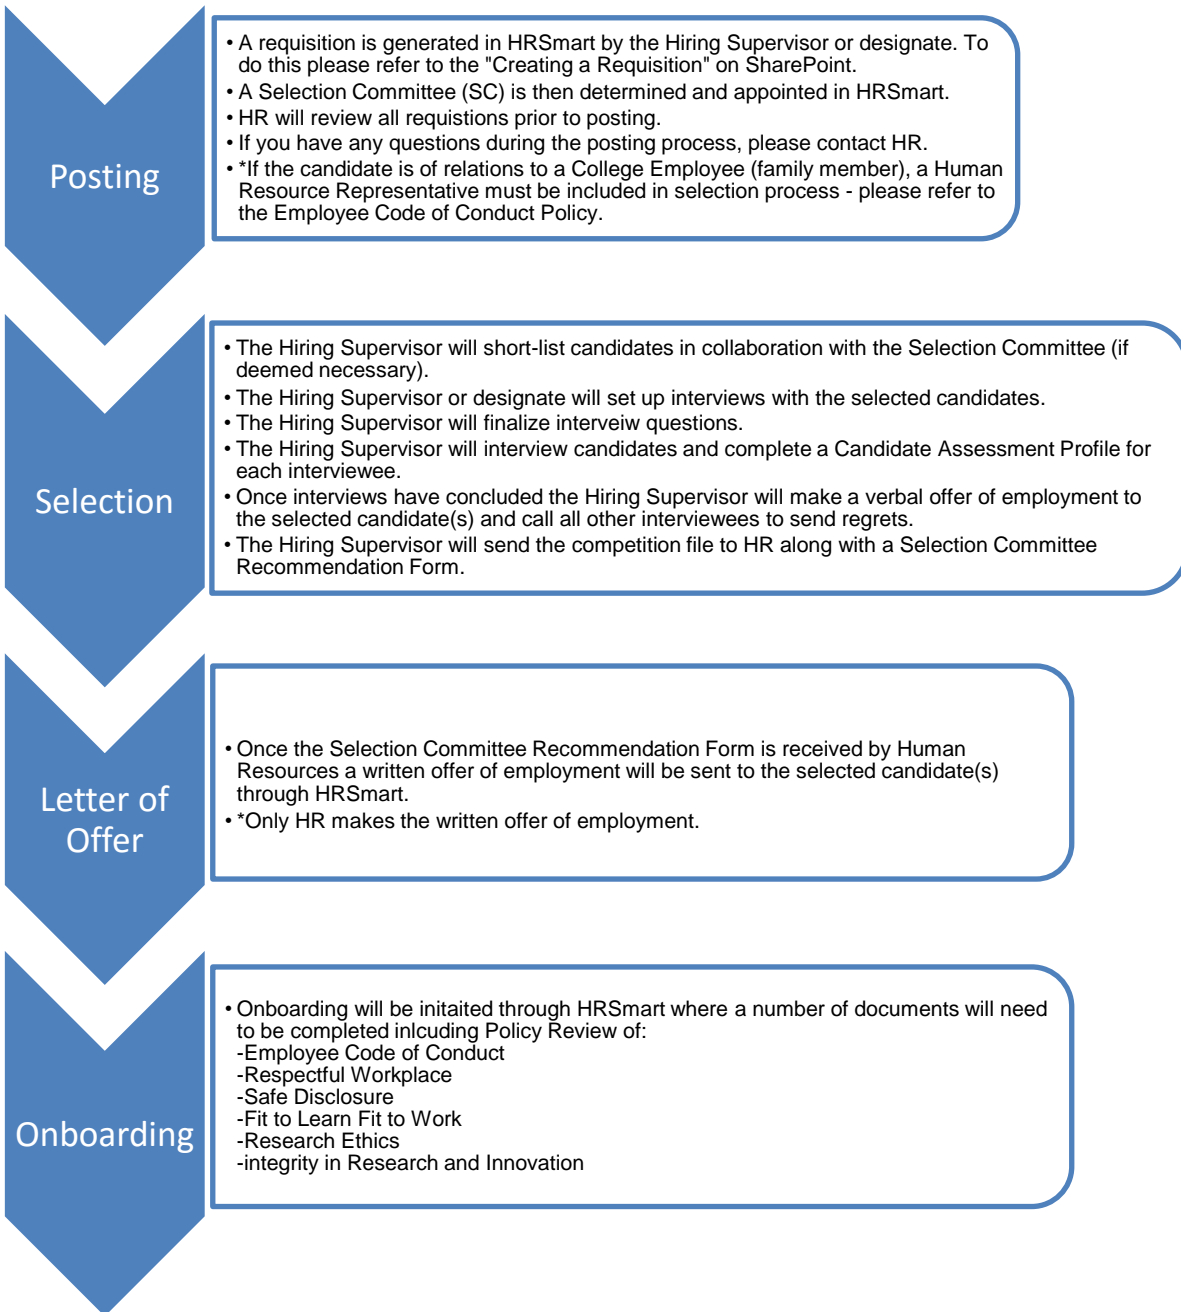 Posting
• A requisition is generated in HRSmart by the Hiring Supervisor or designate. To
do this please refer to the "Creating a Requisition" on SharePoint.
• A Selection Committee (SC) is then determined and appointed in HRSmart.
• HR will review all requistions prior to posting.
• If you have any questions during the posting process, please contact HR.
• *If the candidate is of relations to a College Employee (family member), a Human
Resource Representative must be included in selection process - please refer to
the Employee Code of Conduct Policy.
Selection
• The Hiring Supervisor will short-list candidates in collaboration with the Selection Committee (if
deemed necessary).
• The Hiring Supervisor or designate will set up interviews with the selected candidates.
• The Hiring Supervisor will finalize interveiw questions.
• The Hiring Supervisor will interview candidates and complete a Candidate Assessment Profile for
each interviewee.
• Once interviews have concluded the Hiring Supervisor will make a verbal offer of employment to
the selected candidate(s) and call all other interviewees to send regrets.
• The Hiring Supervisor will send the competition file to HR along with a Selection Committee
Recommendation Form.
Letter of
Offer
• Once the Selection Committee Recommendation Form is received by Human
Resources a written offer of employment will be sent to the selected candidate(s)
through HRSmart.
• *Only HR makes the written offer of employment.
Onboarding
• Onboarding will be initaited through HRSmart where a number of documents will need
to be completed inlcuding Policy Review of:
-Employee Code of Conduct
-Respectful Workplace
-Safe Disclosure
-Fit to Learn Fit to Work
-Research Ethics
-integrity in Research and Innovation